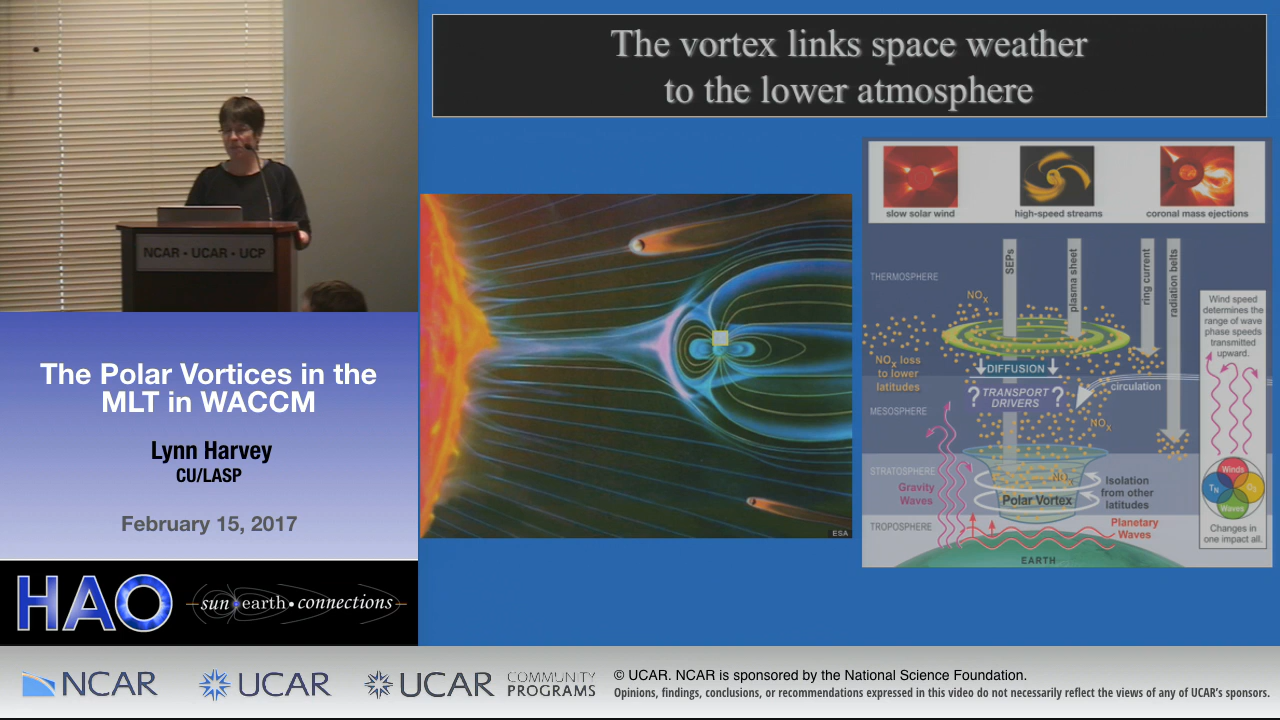 NCAR - UCAR - UCP
The Polar Vortices in the
MLT in WACCM
Lynn Harvey
CU/LASP
February 15, 2017
HAO
sun earth connections
The vortex links space weather
to the lower atmosphere
ESA
slow solar wind
high-speed streams
coronal mass ejections
SEPs
plasma sheet
ring current
radiation belts
THERMOSPHERE
NOx
NOx loss
to lower
latitudes
DIFFUSION
? TRANSPORT ?
DRIVERS
circulation
MESOSPHERE
NOx
STRATOSPHERE
NOx
Gravity
Waves
Polar Vortex
Isolation
from other
latitudes
TROPOSPHERE
Planetary
Waves
EARTH
Wind speed
determines the
range of wave
phase speeds
transmitted
upward.
Winds
TN
O3
Waves
Changes in
one impact all.
NCAR
UCAR
UCAR COMMUNITY
PROGRAMS
© UCAR. NCAR is sponsored by the National Science Foundation.
Opinions, findings, conclusions, or recommendations expressed in this video do not necessarily reflect the views of any of UCAR's sponsors.